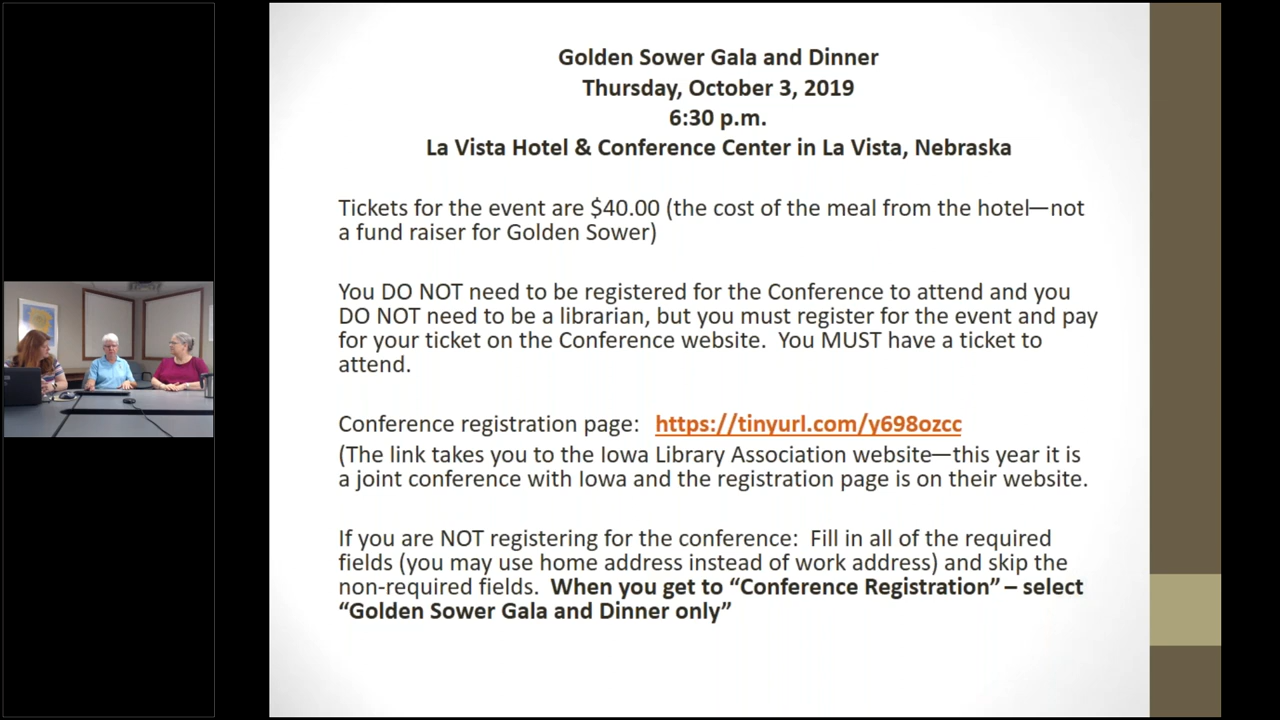 Golden Sower Gala and Dinner
Thursday, October 3, 2019
6:30 p.m.
La Vista Hotel & Conference Center in La Vista, Nebraska
Tickets for the event are $40.00 (the cost of the meal from the hotel—not
a fund raiser for Golden Sower)
You DO NOT need to be registered for the Conference to attend and you
DO NOT need to be a librarian, but you must register for the event and pay
for your ticket on the Conference website.  You MUST have a ticket to
attend.
Conference registration page:   https://tinyurl.com/y698ozcc
(The link takes you to the Iowa Library Association website—this year it is
a joint conference with Iowa and the registration page is on their website.
If you are NOT registering for the conference:  Fill in all of the required
fields (you may use home address instead of work address) and skip the
non-required fields.  When you get to “Conference Registration” – select
“Golden Sower Gala and Dinner only”